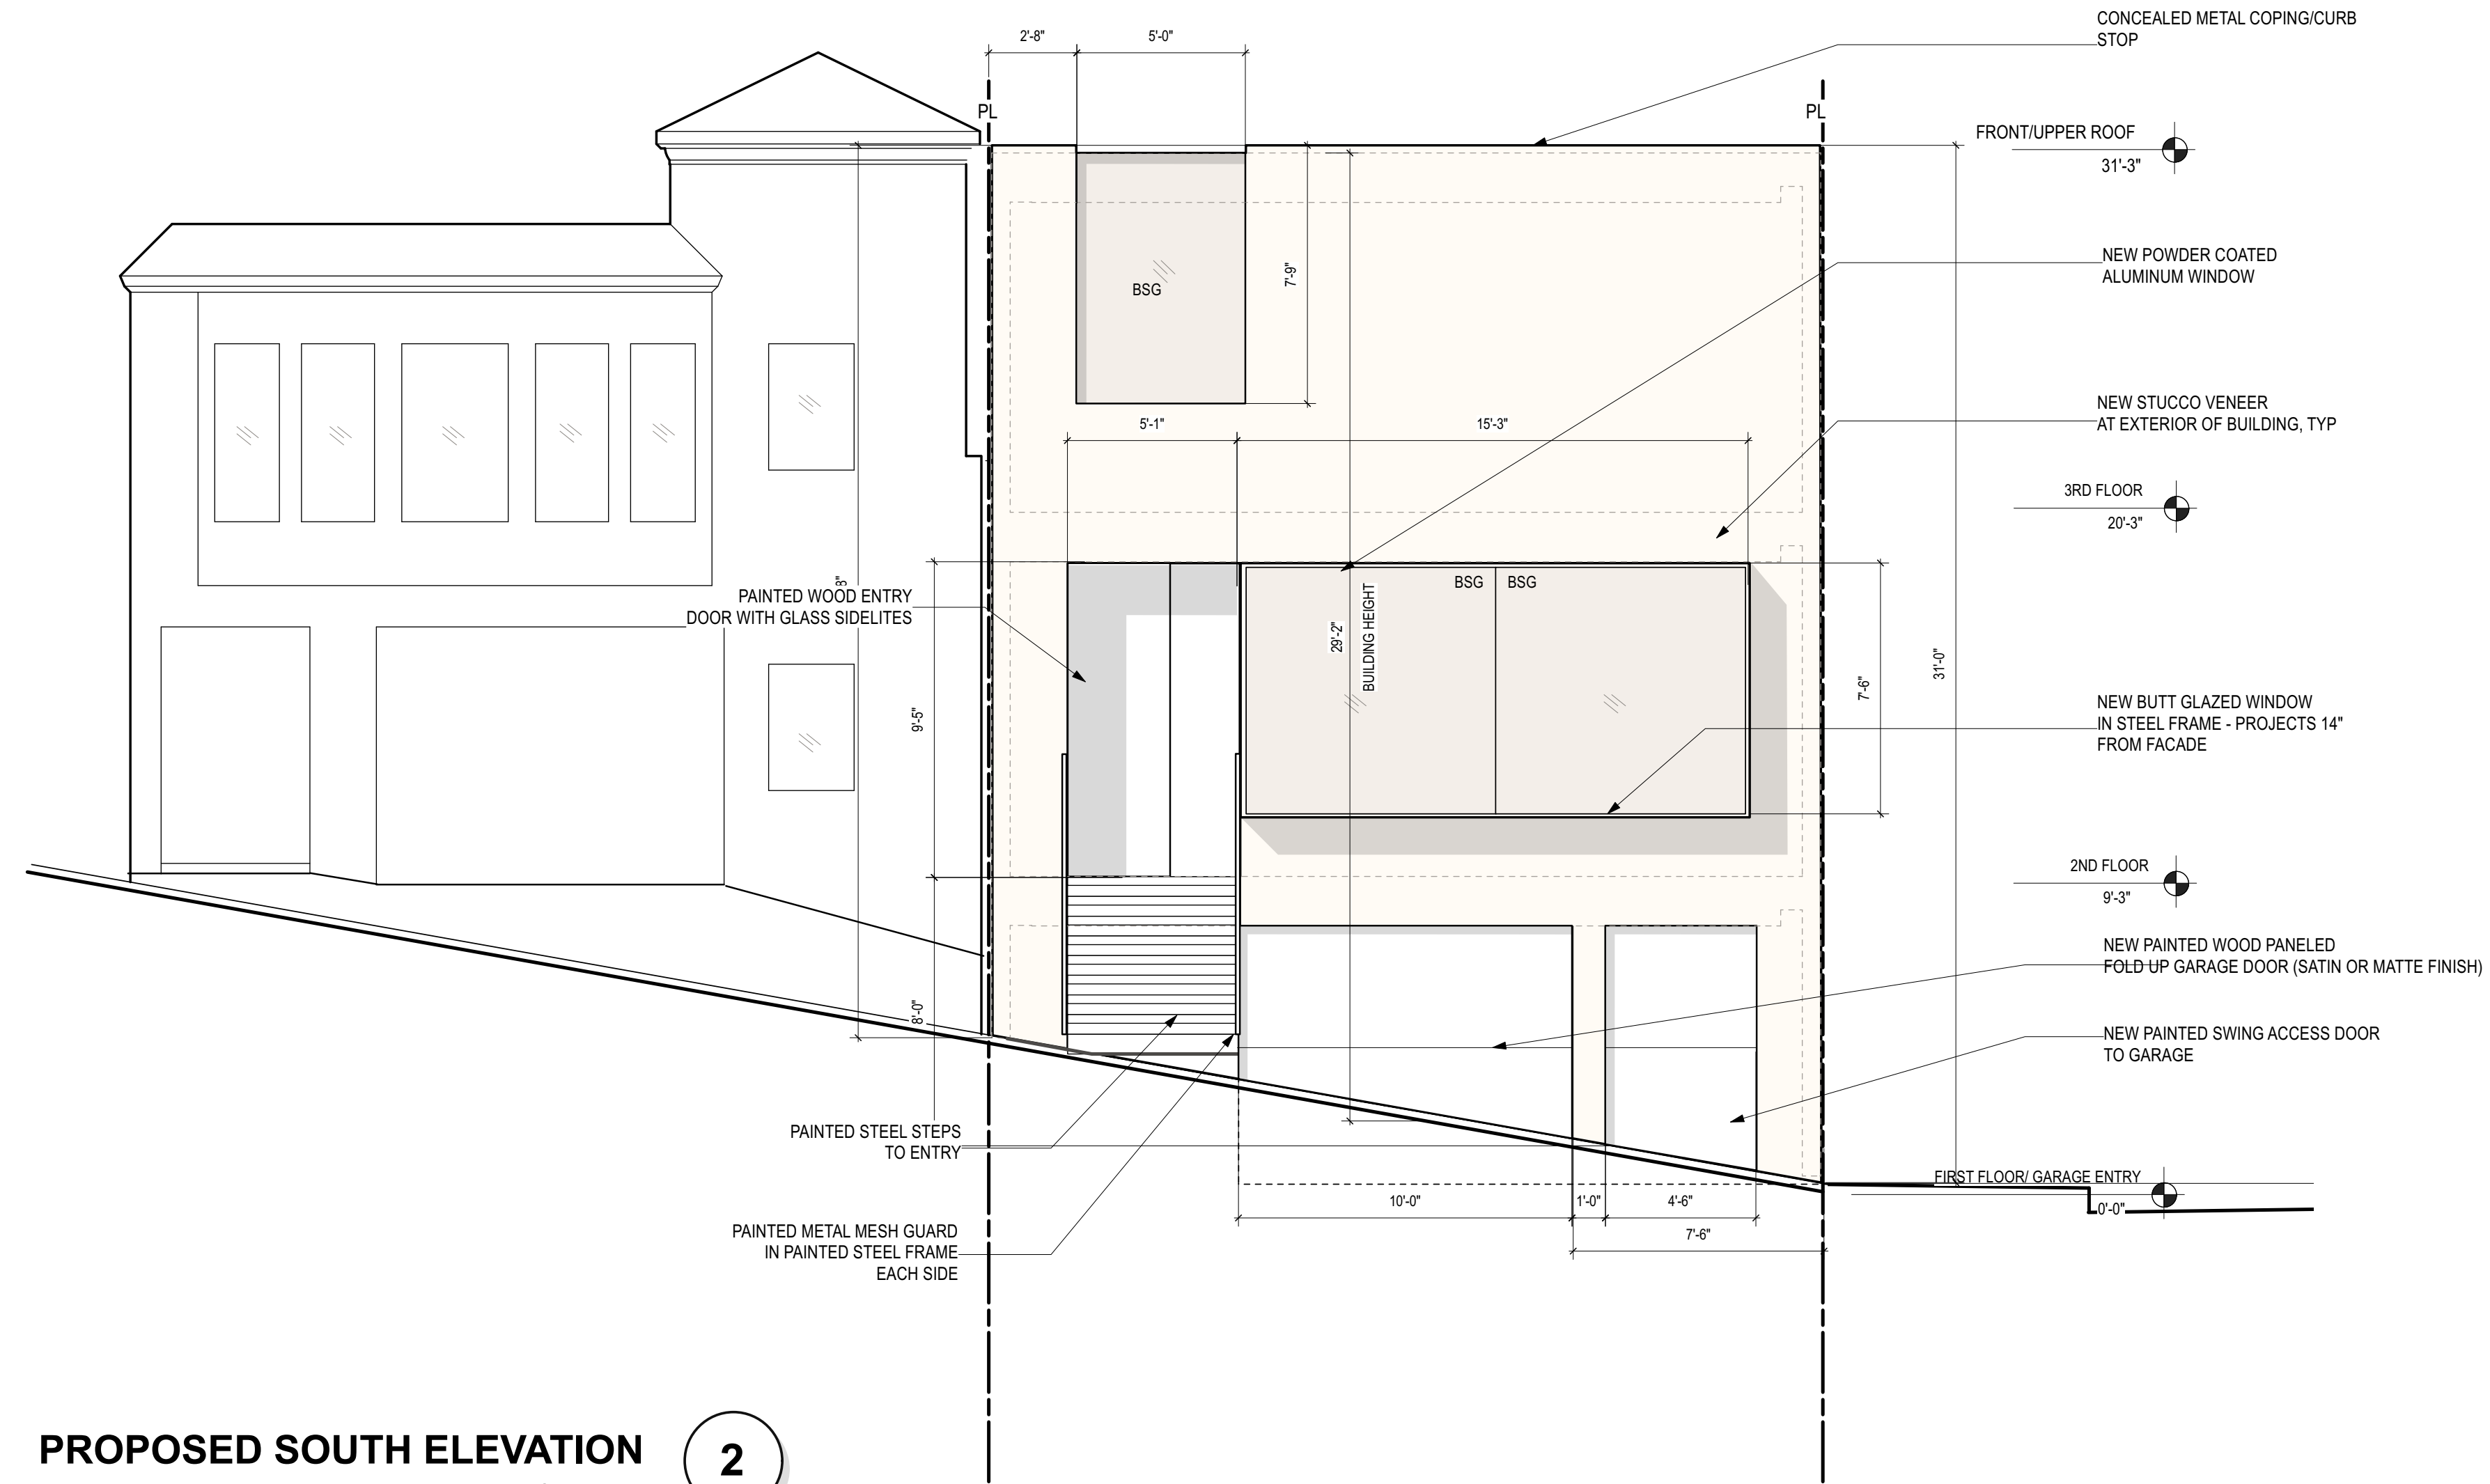 CONCEALED METAL COPING/CURB
STOP
2'-8"
5'-0"
PL
PL
FRONT/UPPER ROOF
31'-3"
NEW POWDER COATED
ALUMINUM WINDOW
BSG
7'-9"
NEW STUCCO VENEER
AT EXTERIOR OF BUILDING, TYP
5'-1"
15'-3"
3RD FLOOR
20'-3"
8"
PAINTED WOOD ENTRY
DOOR WITH GLASS SIDELITES
BSG
BSG
29'-2"
BUILDING HEIGHT
31'-0"
7'-6"
9'-5"
NEW BUTT GLAZED WINDOW
IN STEEL FRAME - PROJECTS 14"
FROM FACADE
2ND FLOOR
9'-3"
NEW PAINTED WOOD PANELED
FOLD UP GARAGE DOOR (SATIN OR MATTE FINISH)
8'-0"
NEW PAINTED SWING ACCESS DOOR
TO GARAGE
PAINTED STEEL STEPS
TO ENTRY
FIRST FLOOR/ GARAGE ENTRY
0'-0"
10'-0"
1'-0"
4'-6"
7'-6"
PAINTED METAL MESH GUARD
IN PAINTED STEEL FRAME
EACH SIDE
PROPOSED SOUTH ELEVATION
2